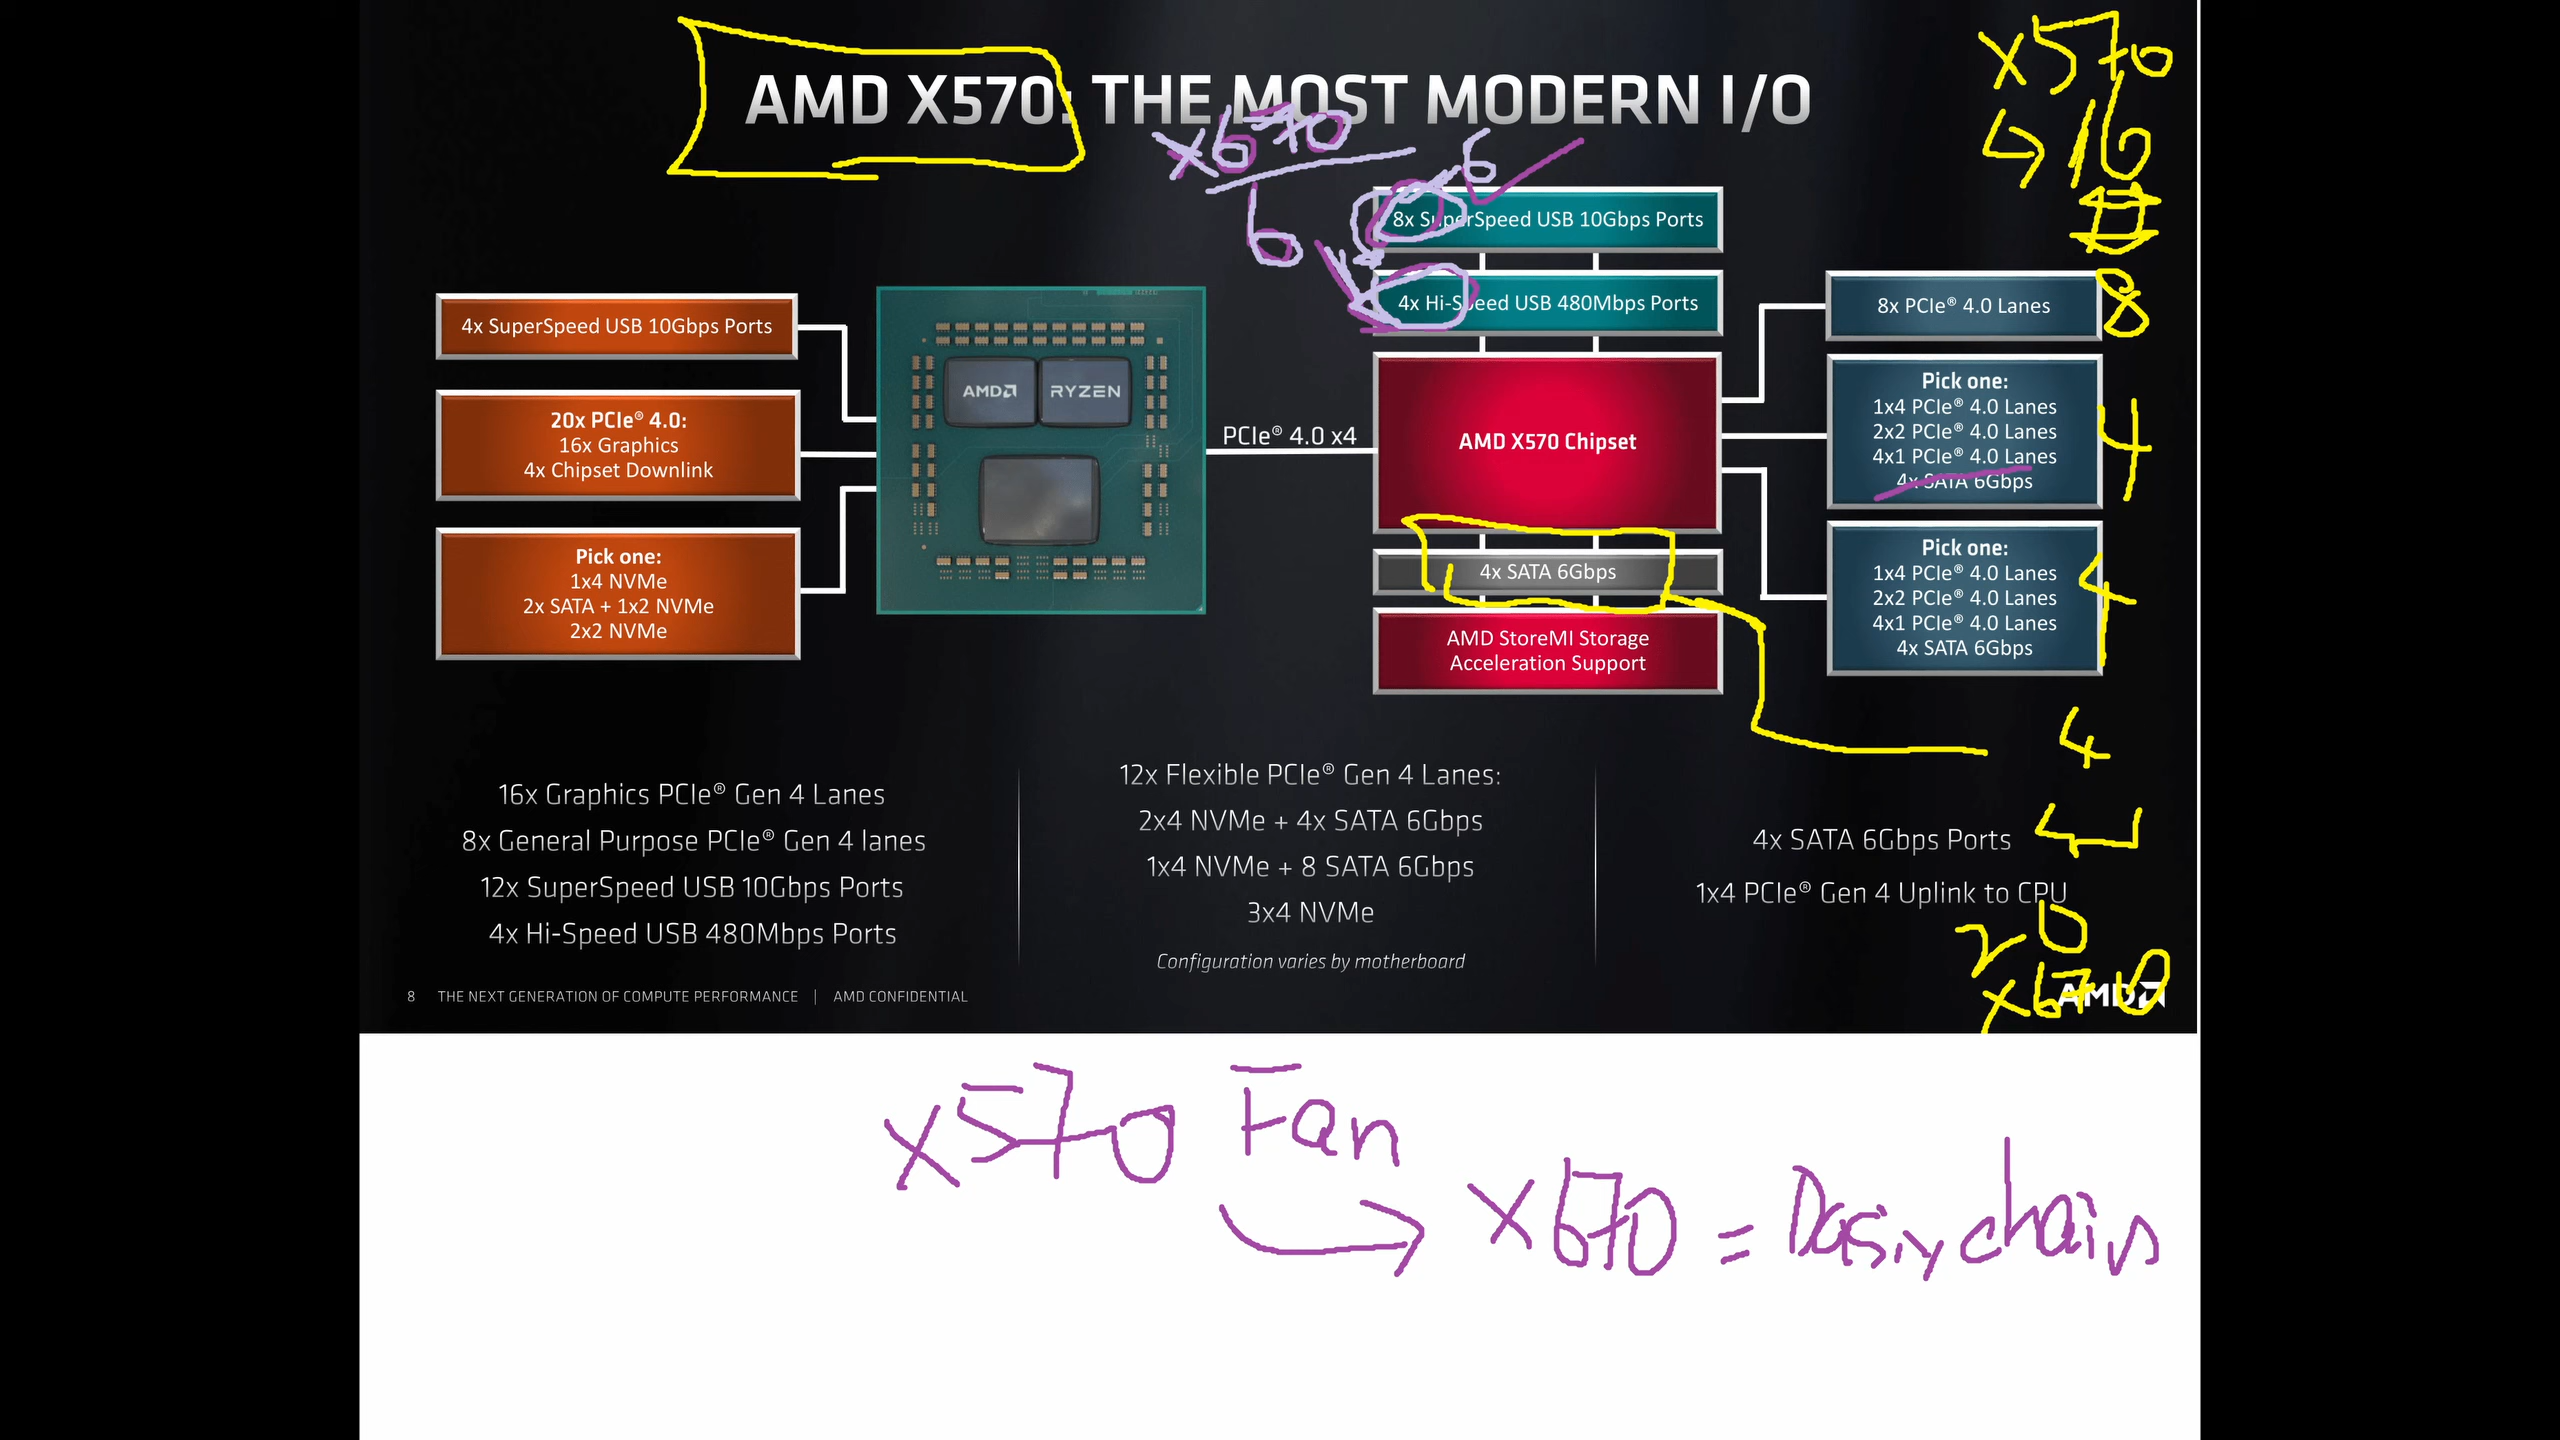 AMD X570: THE MOST MODERN I/O
x570
16
x670
6
6
8x SuperSpeed USB 10Gbps Ports
4x Hi-Speed USB 480Mbps Ports
4x SuperSpeed USB 10Gbps Ports
20x PCIe® 4.0:
16x Graphics
4x Chipset Downlink
Pick one:
1x4 NVMe
2x SATA + 1x2 NVMe
2x2 NVMe
AMD RYZEN
PCIe® 4.0 x4
AMD X570 Chipset
4x SATA 6Gbps
AMD StoreMI Storage
Acceleration Support
8x PCIe® 4.0 Lanes
8
Pick one:
1x4 PCIe® 4.0 Lanes
2x2 PCIe® 4.0 Lanes
4x1 PCIe® 4.0 Lanes
4x SATA 6Gbps
4
Pick one:
1x4 PCIe® 4.0 Lanes
2x2 PCIe® 4.0 Lanes
4x1 PCIe® 4.0 Lanes
4x SATA 6Gbps
4
4
16x Graphics PCIe® Gen 4 Lanes
8x General Purpose PCIe® Gen 4 lanes
12x SuperSpeed USB 10Gbps Ports
4x Hi-Speed USB 480Mbps Ports
12x Flexible PCIe® Gen 4 Lanes:
2x4 NVMe + 4x SATA 6Gbps
1x4 NVMe + 8 SATA 6Gbps
3x4 NVMe
Configuration varies by motherboard
4x SATA 6Gbps Ports
1x4 PCIe® Gen 4 Uplink to CPU
20
x670
8 THE NEXT GENERATION OF COMPUTE PERFORMANCE | AMD CONFIDENTIAL
AMD
x570 Fan
x670 = Daisy chain